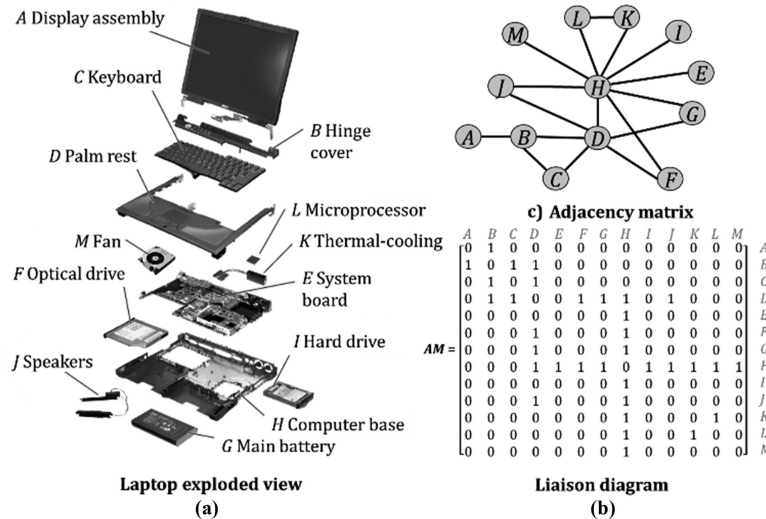 A Display assembly
C Keyboard
B Hinge
cover
D Palm rest
L Microprocessor
M Fan
K Thermal-cooling
F Optical drive
E System
board
I Hard drive
J Speakers
H Computer base
G Main battery
Laptop exploded view
(a)
L K
M I
H E
J G
A B D
C F
c) Adjacency matrix
A B C D E F G H I J K L M
0 1 0 0 0 0 0 0 0 0 0 0 0 A
1 0 1 1 0 0 0 0 0 0 0 0 0 B
0 1 0 1 0 0 0 0 0 0 0 0 0 C
0 1 1 0 0 1 1 1 0 1 0 0 0 D
0 0 0 0 0 0 0 1 0 0 0 0 0 E
0 0 0 1 0 0 0 1 0 0 0 0 0 F
AM = 0 0 0 1 0 0 0 1 0 0 0 0 0 G
0 0 0 1 1 1 1 0 1 1 1 1 1 H
0 0 0 0 0 0 0 1 0 0 0 0 0 I
0 0 0 1 0 0 0 1 0 0 0 0 0 J
0 0 0 0 0 0 0 1 0 0 0 1 0 K
0 0 0 0 0 0 0 1 0 0 1 0 0 L
0 0 0 0 0 0 0 1 0 0 0 0 0 M
Liaison diagram
(b)